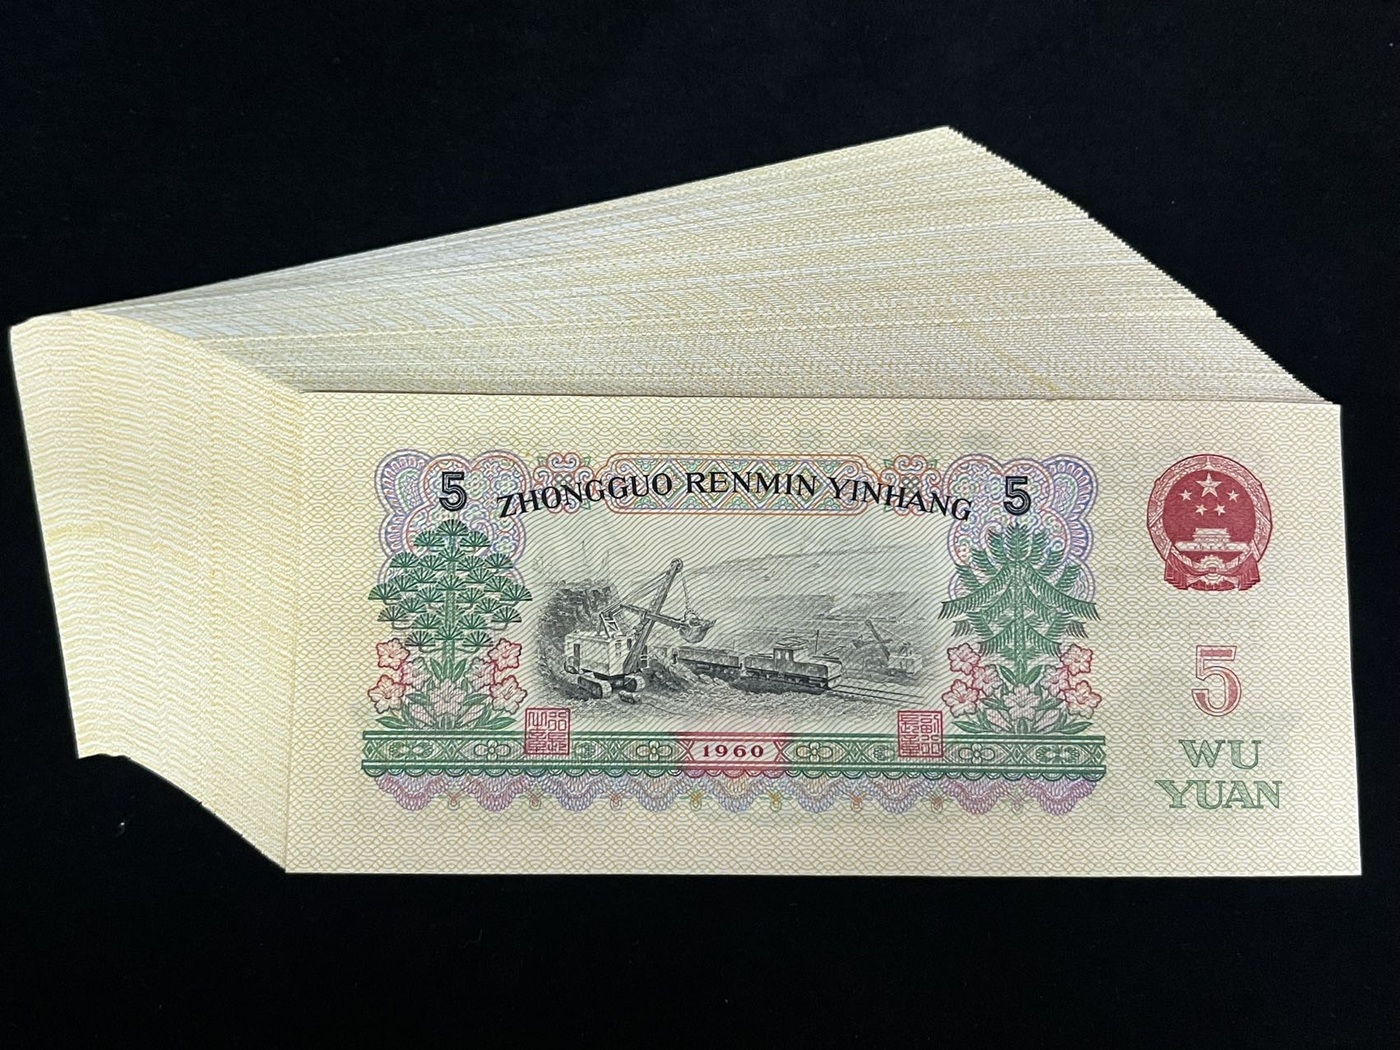 5 ZHONGGUO RENMIN YINHANG 5
1960
5
WU
YUAN